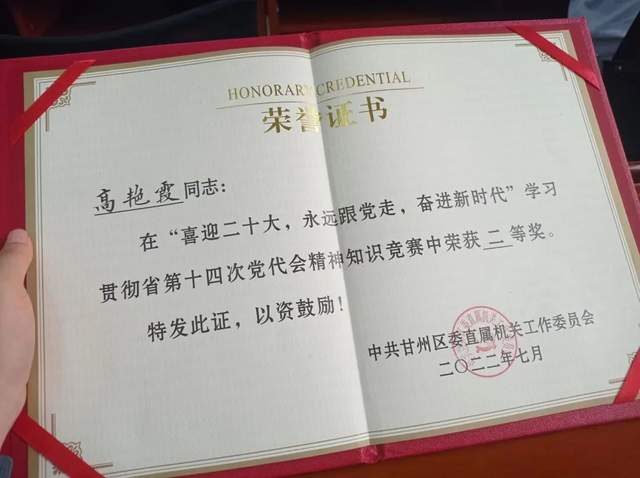 HONORARY CREDENTIAL
荣誉证书
高艳霞同志：
在“喜迎二十大，永远跟党走，奋进新时代”学习
贯彻省第十四次党代会精神知识竞赛中荣获二等奖。
特发此证，以资鼓励！
中共甘州区委直属机关工作委员会
二〇二二年七月